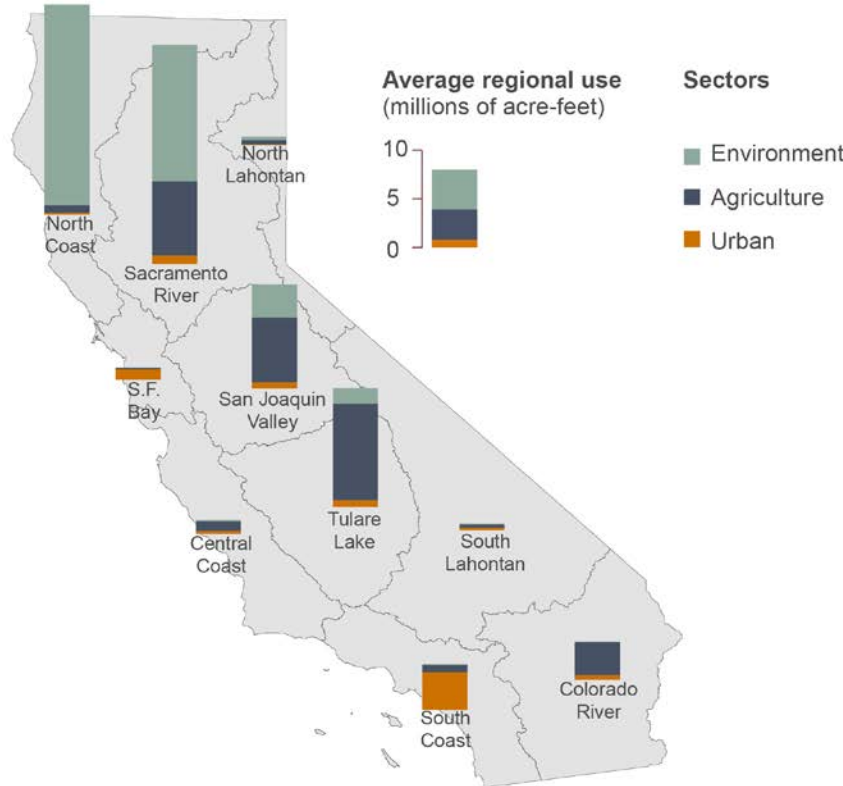 Average regional use
(millions of acre-feet)
10
5
0
Sectors
Environment
Agriculture
Urban
North
Coast
Sacramento
River
North
Lahontan
S.F.
Bay
San Joaquin
Valley
Central
Coast
Tulare
Lake
South
Lahontan
South
Coast
Colorado
River